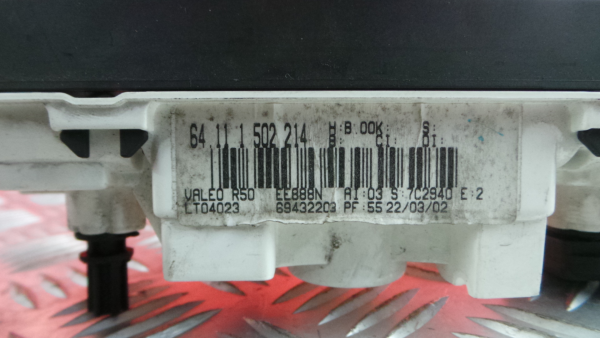 64 11 1 502 214 H:B.00K: S:
B: CI: DI:
VALEO R50 EE888N AI:03 S:7C2940 E:2
LT04023 69432203 PF:55 22/03/02